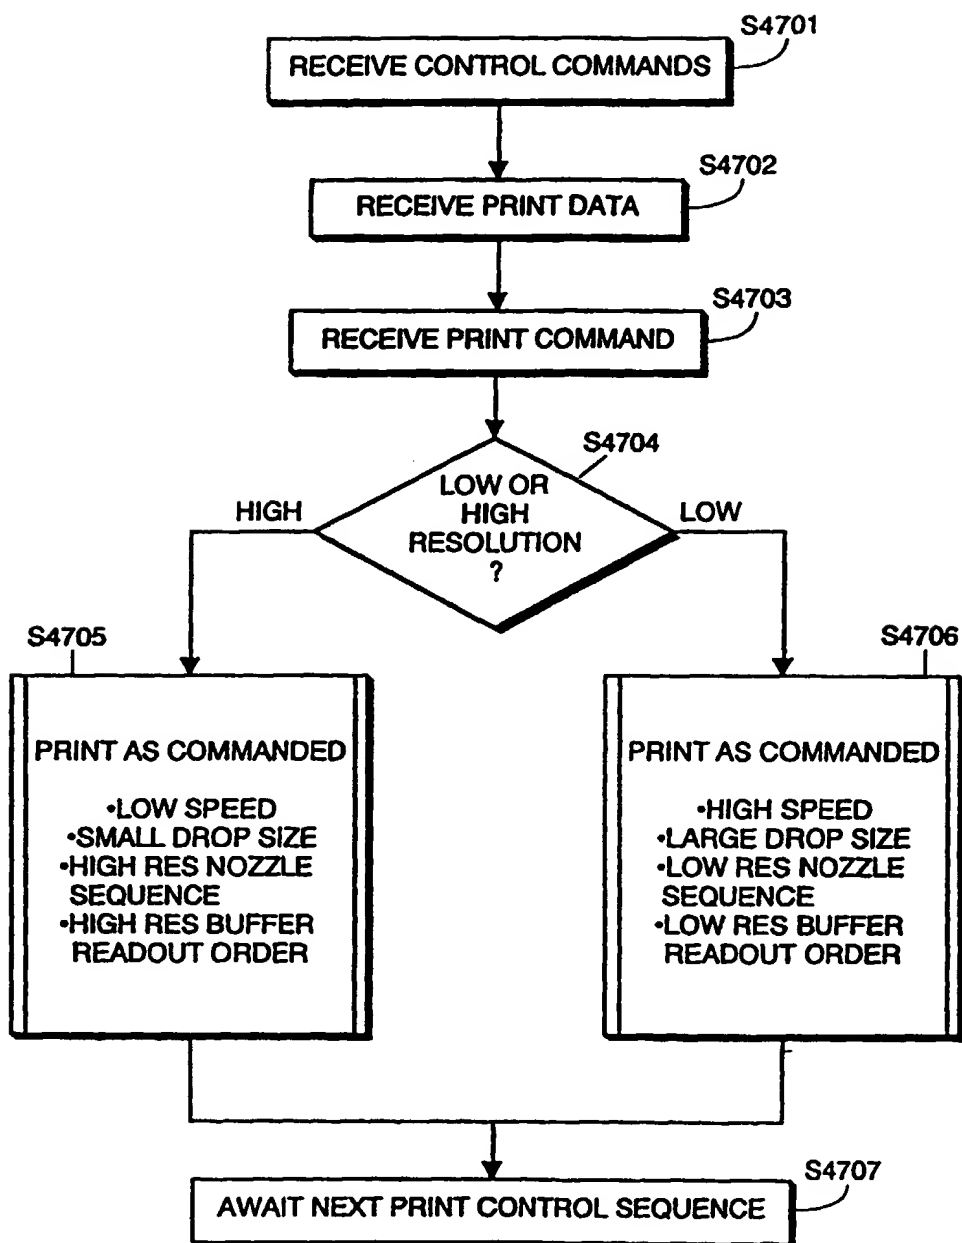 S4701
RECEIVE CONTROL COMMANDS
S4702
RECEIVE PRINT DATA
S4703
RECEIVE PRINT COMMAND
S4704
LOW OR
HIGH
RESOLUTION
?
HIGH
LOW
S4705
PRINT AS COMMANDED
•LOW SPEED
•SMALL DROP SIZE
•HIGH RES NOZZLE
SEQUENCE
•HIGH RES BUFFER
READOUT ORDER
S4706
PRINT AS COMMANDED
•HIGH SPEED
•LARGE DROP SIZE
•LOW RES NOZZLE
SEQUENCE
•LOW RES BUFFER
READOUT ORDER
S4707
AWAIT NEXT PRINT CONTROL SEQUENCE